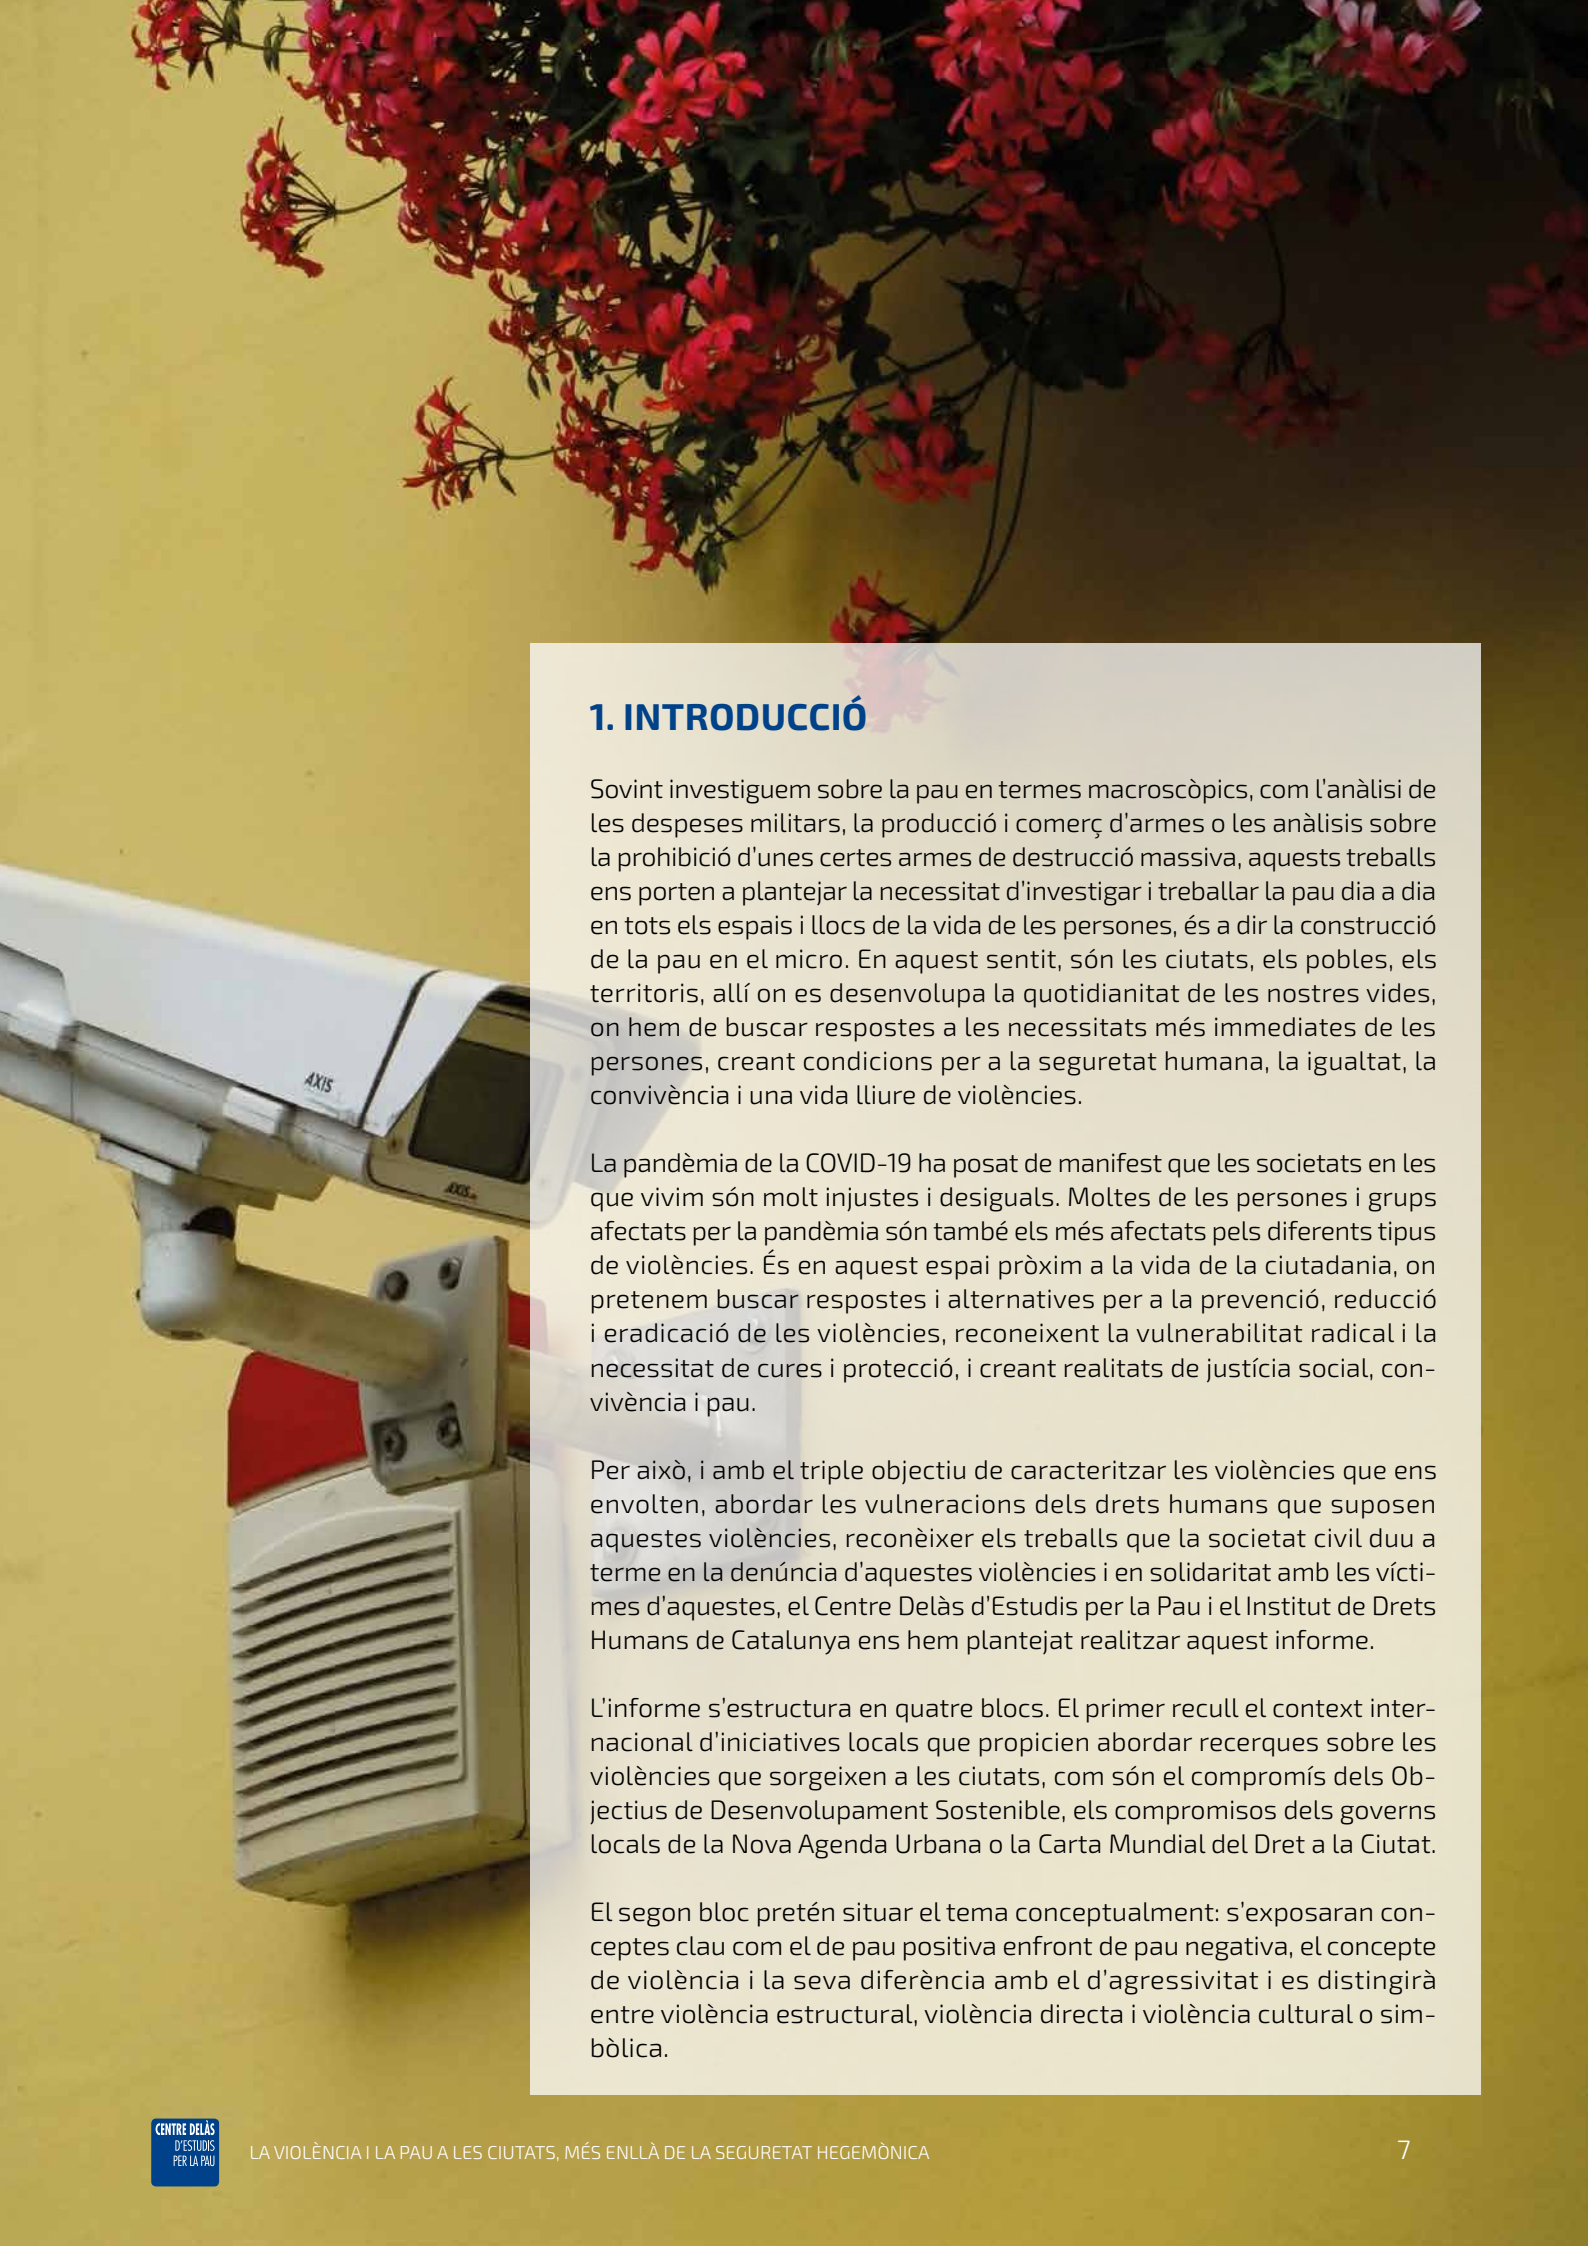 1. INTRODUCCIÓ
Sovint investiguem sobre la pau en termes macroscòpics, com l’anàlisi de
les despeses militars, la producció i comerç d’armes o les anàlisis sobre
la prohibició d’unes certes armes de destrucció massiva, aquests treballs
ens porten a plantejar la necessitat d’investigar i treballar la pau dia a dia
en tots els espais i llocs de la vida de les persones, és a dir la construcció
de la pau en el micro. En aquest sentit, són les ciutats, els pobles, els
territoris, allí on es desenvolupa la quotidianitat de les nostres vides,
on hem de buscar respostes a les necessitats més immediates de les
persones, creant condicions per a la seguretat humana, la igualtat, la
convivència i una vida lliure de violències.
La pandèmia de la COVID-19 ha posat de manifest que les societats en les
que vivim són molt injustes i desiguals. Moltes de les persones i grups
afectats per la pandèmia són també els més afectats pels diferents tipus
de violències. És en aquest espai pròxim a la vida de la ciutadania, on
pretenem buscar respostes i alternatives per a la prevenció, reducció
i eradicació de les violències, reconeixent la vulnerabilitat radical i la
necessitat de cures i protecció, i creant realitats de justícia social, con-
vivència i pau.
Per això, i amb el triple objectiu de caracteritzar les violències que ens
envolten, abordar les vulneracions dels drets humans que suposen
aquestes violències, reconèixer els treballs que la societat civil duu a
terme en la denúncia d’aquestes violències i en solidaritat amb les vícti-
mes d’aquestes, el Centre Delàs d’Estudis per la Pau i el Institut de Drets
Humans de Catalunya ens hem plantejat realitzar aquest informe.
L’informe s’estructura en quatre blocs. El primer recull el context inter-
nacional d’iniciatives locals que propicien abordar recerques sobre les
violències que sorgeixen a les ciutats, com són el compromís dels Ob-
jectius de Desenvolupament Sostenible, els compromisos dels governs
locals de la Nova Agenda Urbana o la Carta Mundial del Dret a la Ciutat.
El segon bloc pretén situar el tema conceptualment: s’exposaran con-
ceptes clau com el de pau positiva enfront de pau negativa, el concepte
de violència i la seva diferència amb el d’agressivitat i es distingirà
entre violència estructural, violència directa i violència cultural o sim-
bòlica.
AXIS
AXIS
CENTRE DELÀS
D’ESTUDIS
PER LA PAU
LA VIOLÈNCIA I LA PAU A LES CIUTATS, MÉS ENLLÀ DE LA SEGURETAT HEGEMÒNICA
7